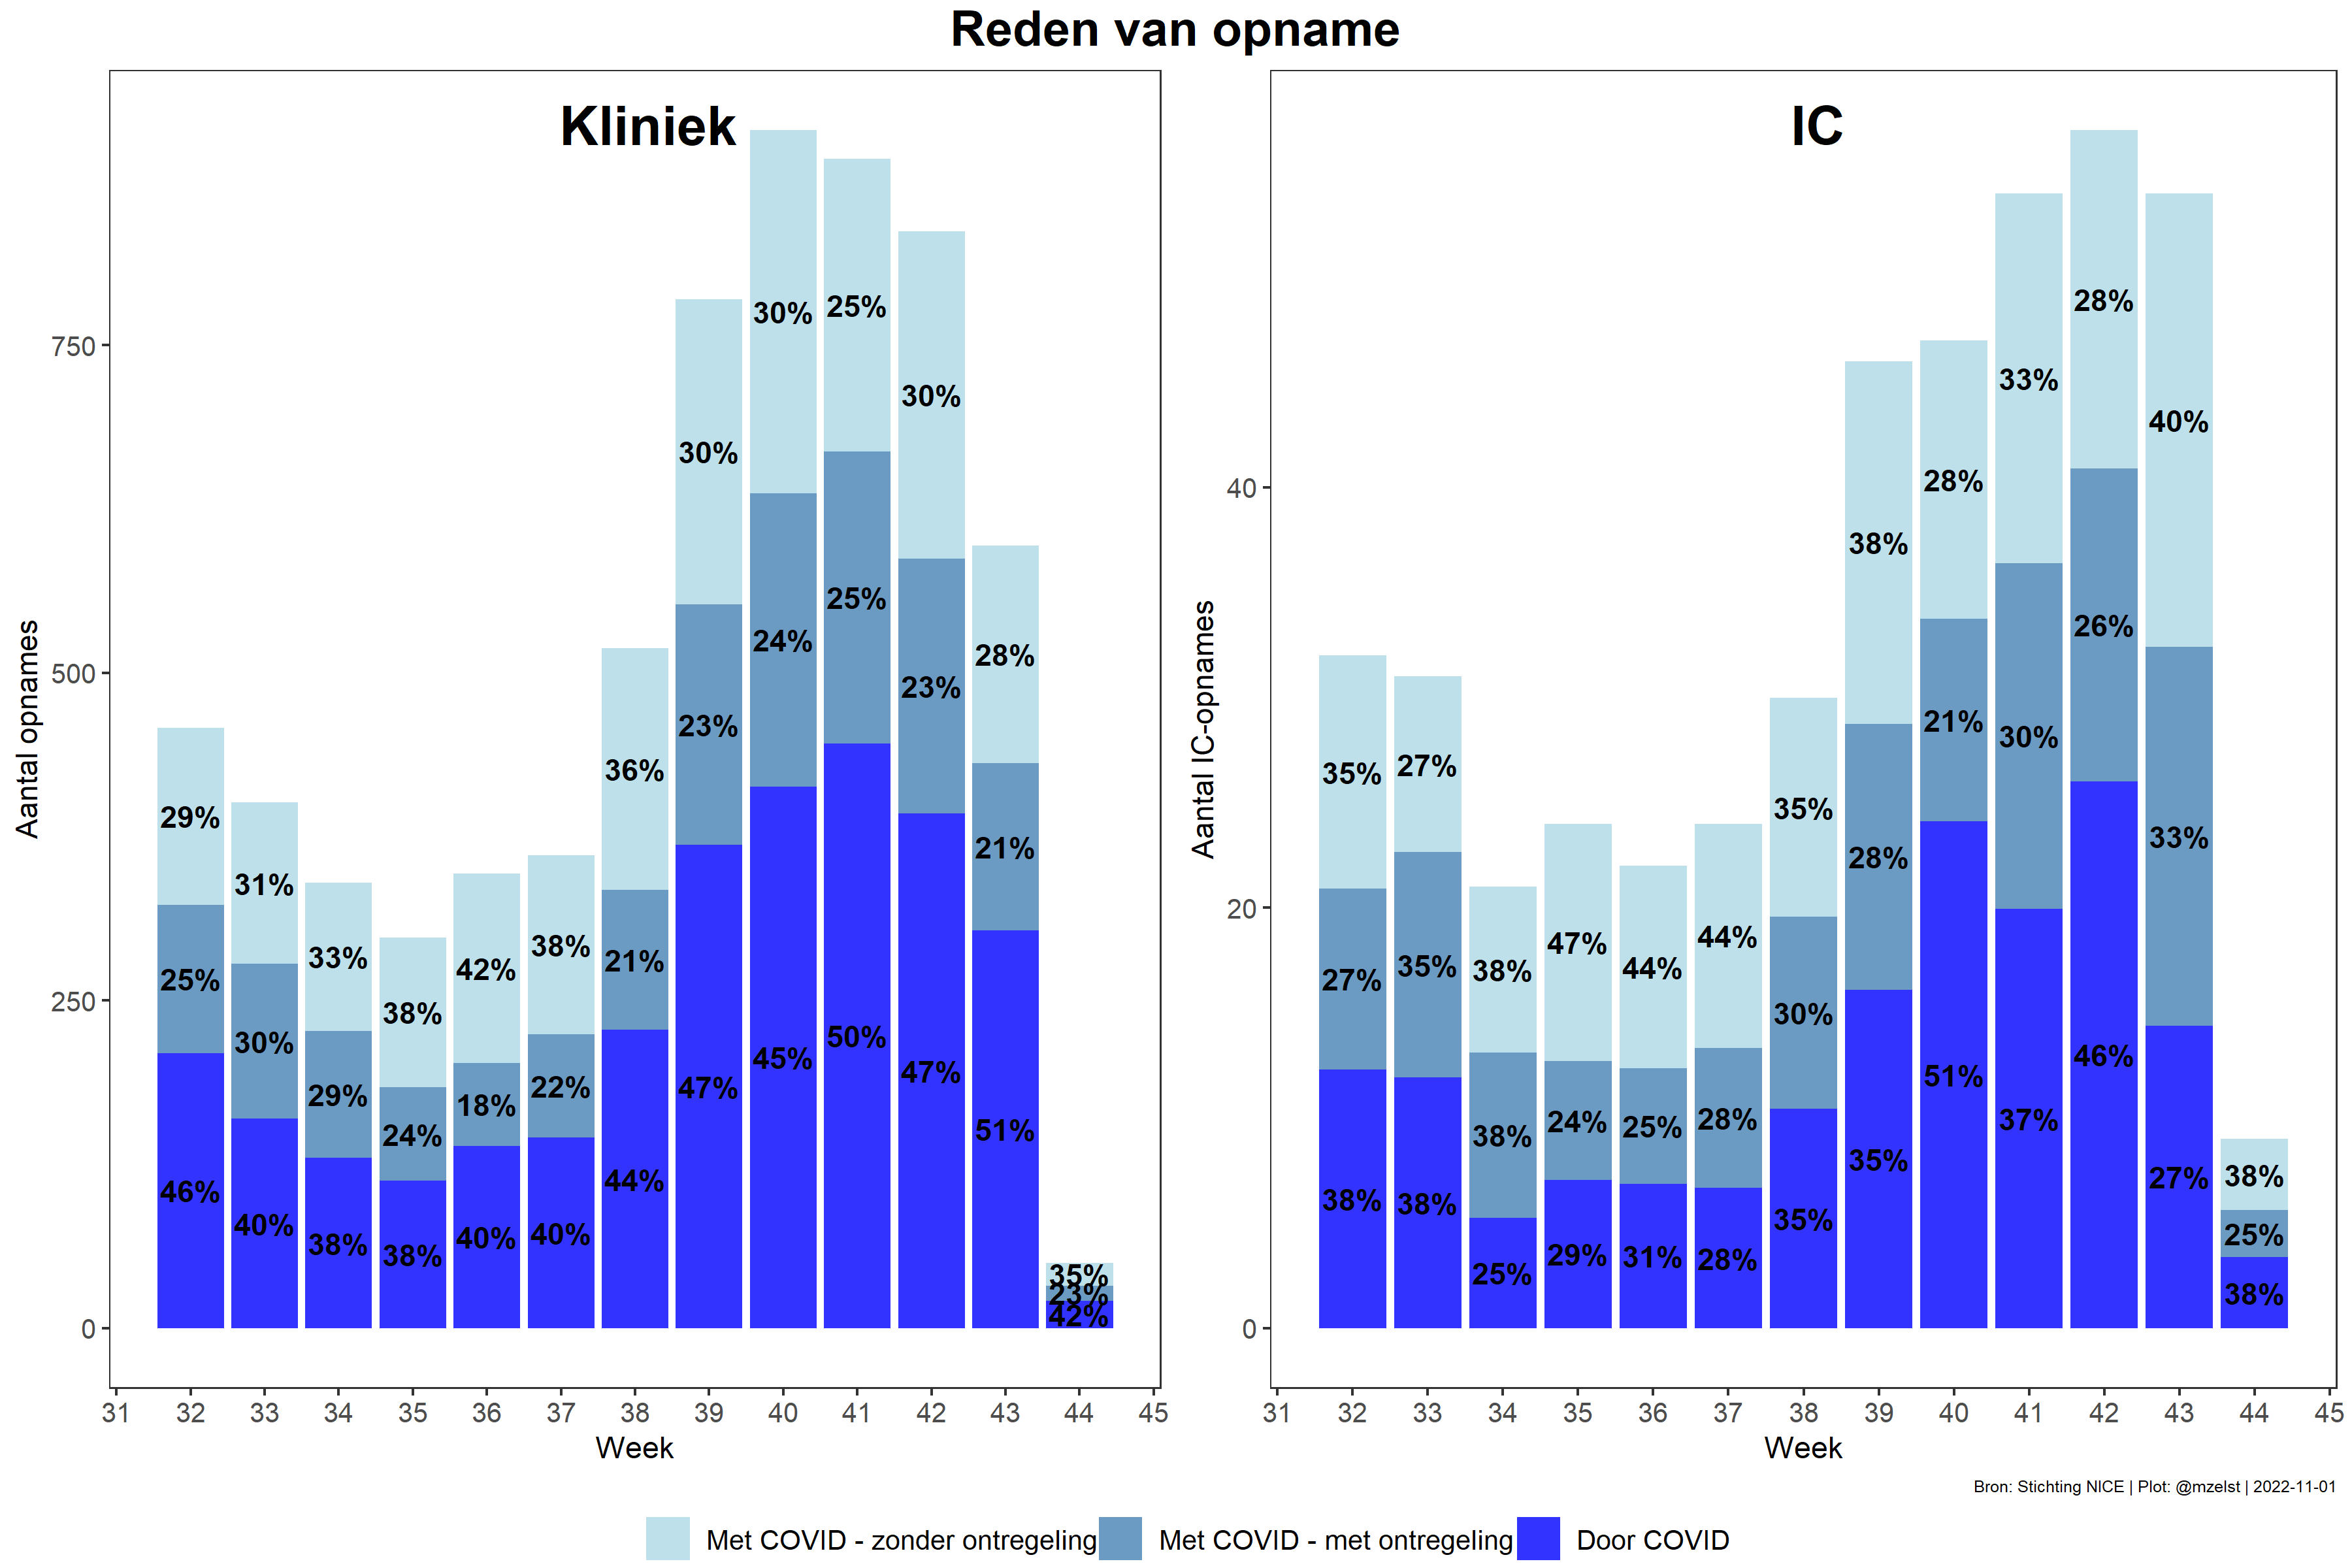 Reden van opname
Kliniek
Aantal opnames
750
500
250
0
29% 31% 33% 38% 42% 38% 36% 30% 30% 25% 30% 28% 35%
25% 30% 29% 24% 18% 22% 21% 23% 24% 25% 23% 21% 23%
46% 40% 38% 38% 40% 40% 44% 47% 45% 50% 47% 51% 42%
31 32 33 34 35 36 37 38 39 40 41 42 43 44 45
Week
IC
Aantal IC-opnames
40
20
0
35% 27% 38% 47% 44% 44% 35% 38% 28% 33% 28% 40% 38%
27% 35% 38% 24% 25% 28% 30% 28% 21% 30% 26% 33% 25%
38% 38% 25% 29% 31% 28% 35% 35% 51% 37% 46% 27% 38%
31 32 33 34 35 36 37 38 39 40 41 42 43 44 45
Week
Bron: Stichting NICE | Plot: @mzelst | 2022-11-01
Met COVID - zonder ontregeling Met COVID - met ontregeling Door COVID